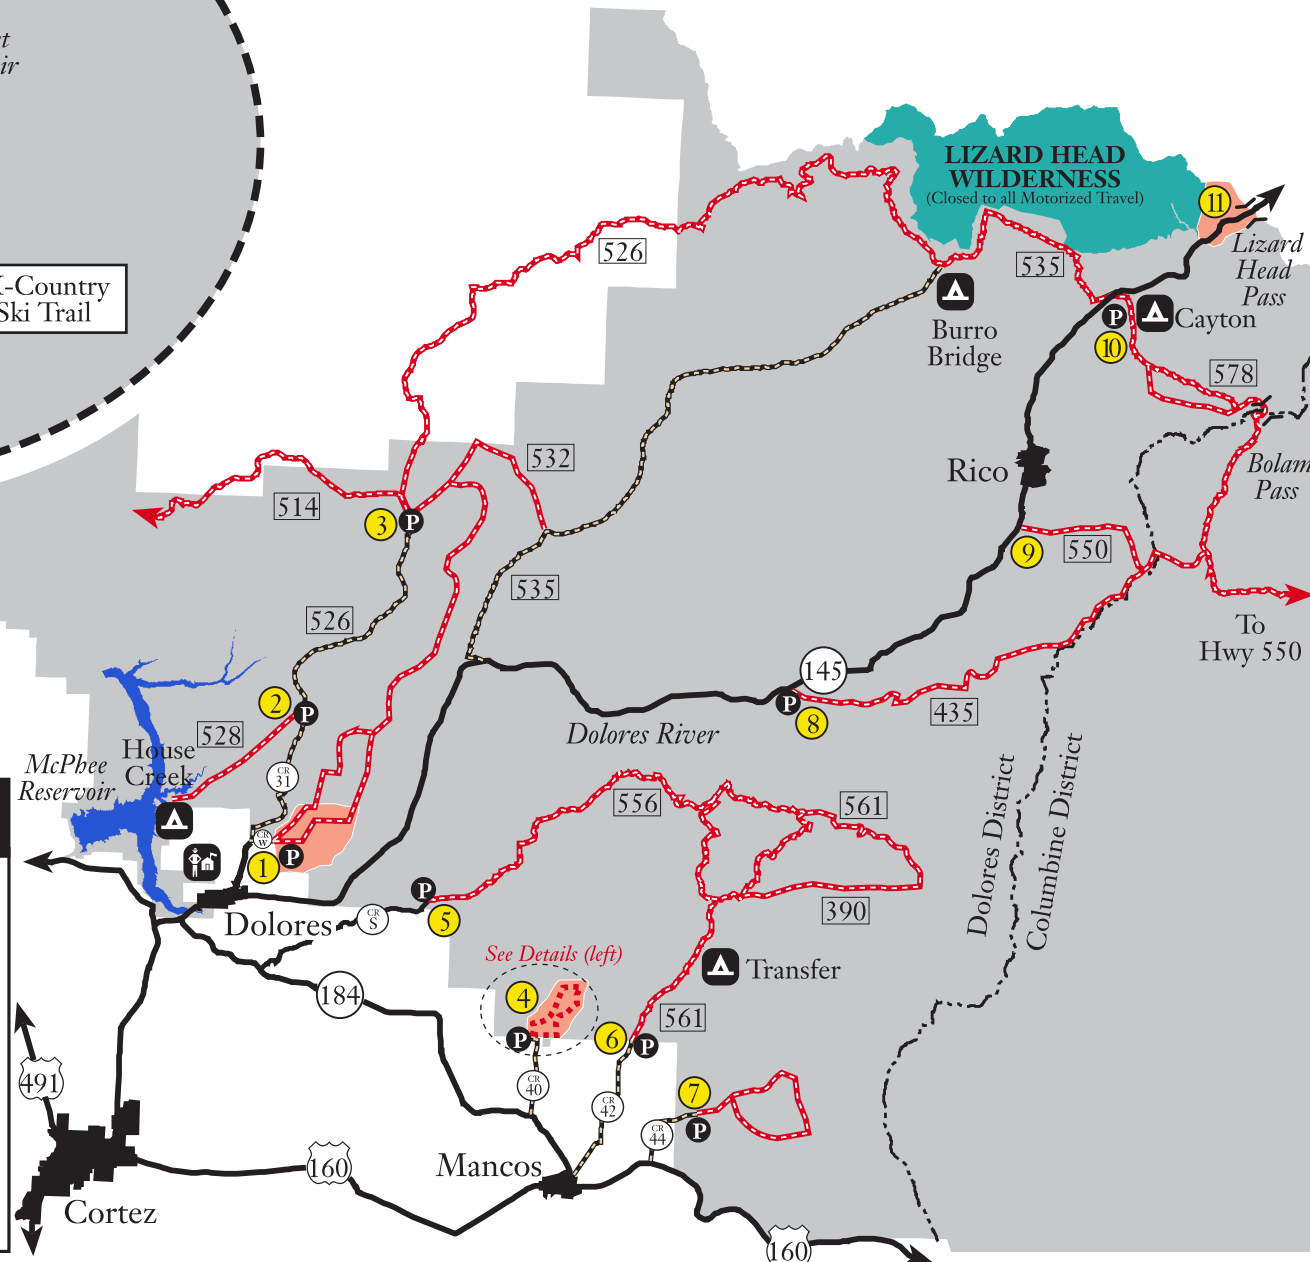 st
ir
X-Country
Ski Trail
LIZARD HEAD
WILDERNESS
(Closed to all Motorized Travel)
11
Lizard
Head
Pass
526
535
Burro
Bridge
P
Cayton
10
578
532
Rico
Bolam
Pass
514
3
P
9
550
535
526
To
Hwy 550
145
2
P
P
8
435
528
Dolores River
House
Creek
McPhee
Reservoir
CR
31
Dolores District
Columbine District
556
561
CR
W
1
P
P
5
390
CR
S
Dolores
See Details (left)
Transfer
4
184
561
P
6
P
491
CR
40
CR
42
7
P
CR
44
160
Mancos
Cortez
160